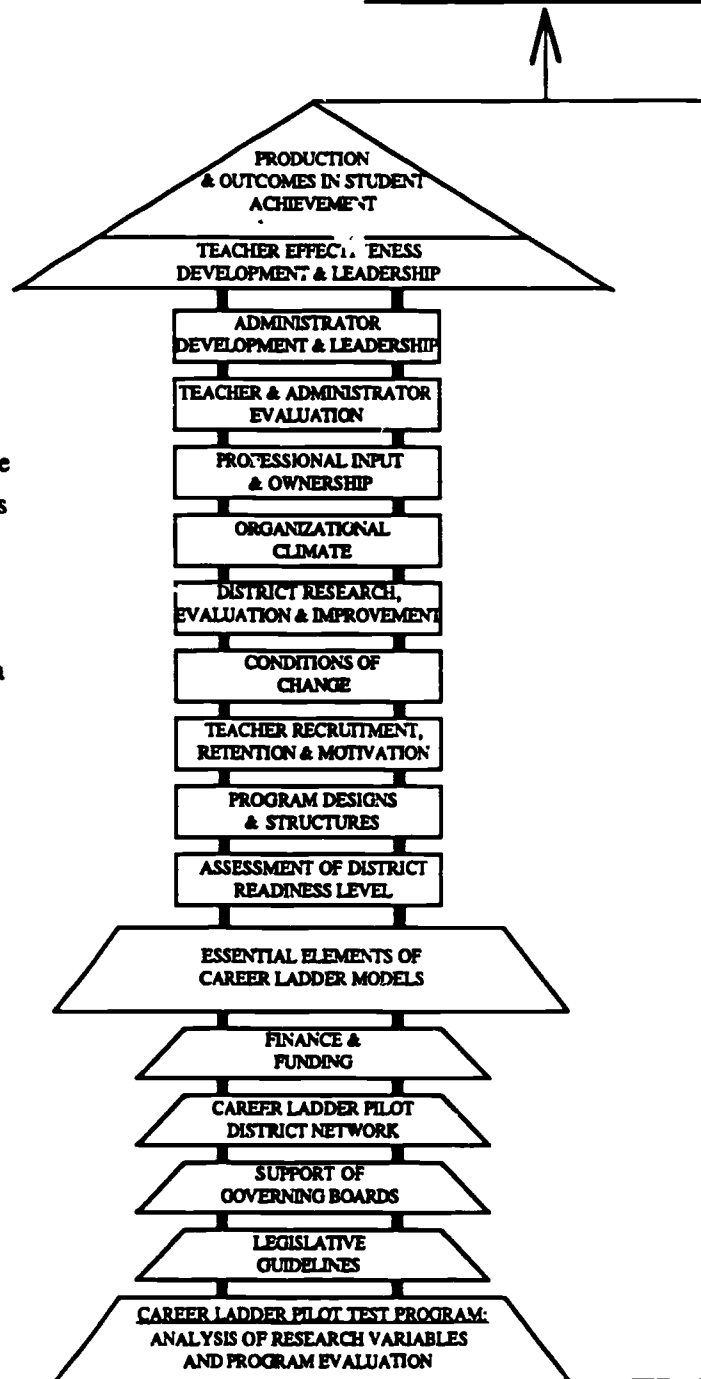 PRODUCTION
& OUTCOMES IN STUDENT
ACHIEVEMENT
TEACHER EFFECTIVENESS
DEVELOPMENT & LEADERSHIP
ADMINISTRATOR
DEVELOPMENT & LEADERSHIP
TEACHER & ADMINISTRATOR
EVALUATION
PROFESSIONAL INPUT
& OWNERSHIP
ORGANIZATIONAL
CLIMATE
DISTRICT RESEARCH,
EVALUATION & IMPROVEMENT
CONDITIONS OF
CHANGE
TEACHER RECRUITMENT,
RETENTION & MOTIVATION
PROGRAM DESIGNS
& STRUCTURES
ASSESSMENT OF DISTRICT
READINESS LEVEL
ESSENTIAL ELEMENTS OF
CAREER LADDER MODELS
FINANCE &
FUNDING
CAREER LADDER PILOT
DISTRICT NETWORK
SUPPORT OF
GOVERNING BOARDS
LEGISLATIVE
GUIDELINES
CAREER LADDER PILOT TEST PROGRAM:
ANALYSIS OF RESEARCH VARIABLES
AND PROGRAM EVALUATION